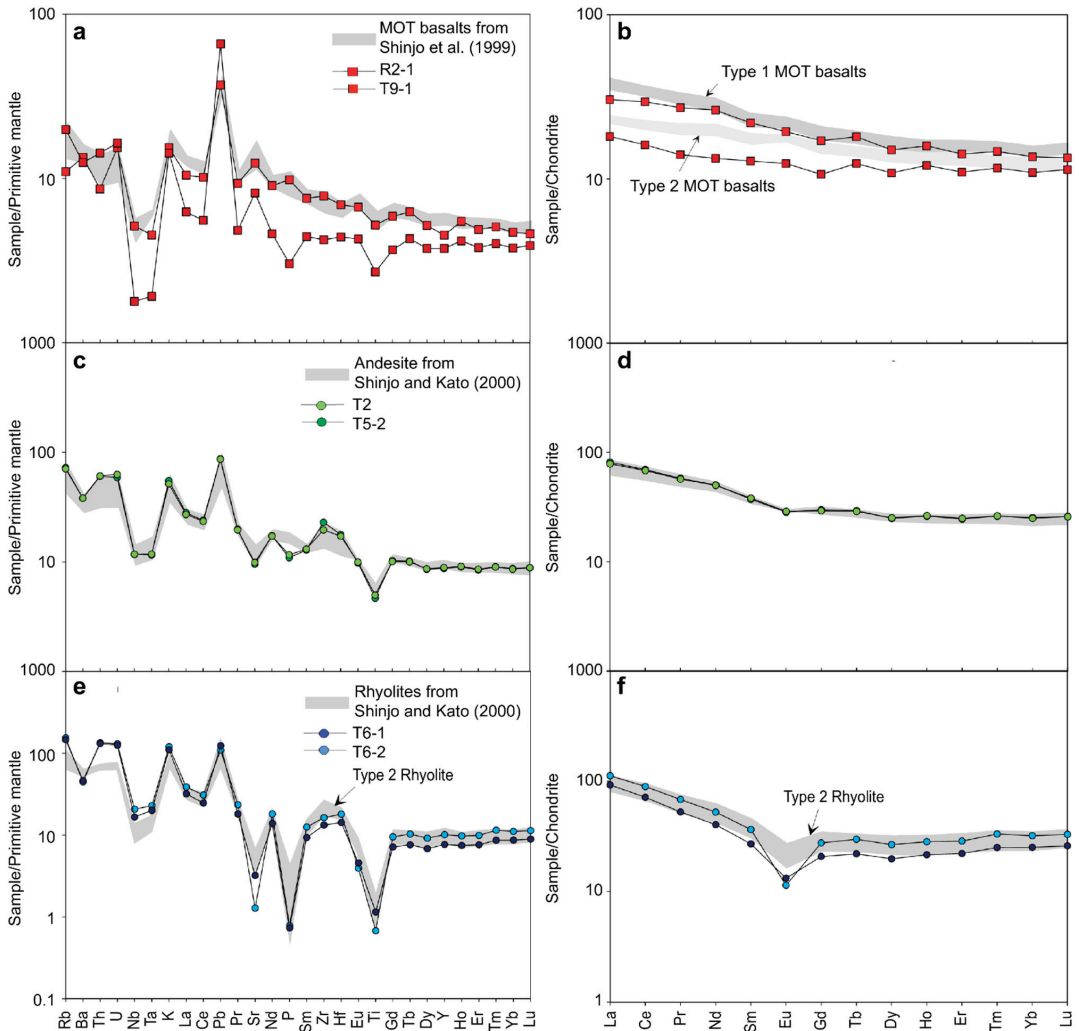 100
a
MOT basalts from
Shinjo et al. (1999)
R2-1
T9-1
10
Sample/Primitive mantle
1000
100
b
Type 1 MOT basalts
Type 2 MOT basalts
10
Sample/Chondrite
1000
c
Andesite from
Shinjo and Kato (2000)
T2
T5-2
100
10
Sample/Primitive mantle
1000
d
100
10
Sample/Chondrite
1000
e
Rhyolites from
Shinjo and Kato (2000)
T6-1
T6-2
Type 2 Rhyolite
100
10
1
0.1
Sample/Primitive mantle
Rb Ba Th U Nb Ta K La Ce Pb Pr Sr Nd P Sm Zr Hf Eu Ti Gd Tb Dy Y Ho Er Tm Yb Lu
f
Type 2 Rhyolite
100
10
1
Sample/Chondrite
La Ce Pr Nd Sm Eu Gd Tb Dy Ho Er Tm Yb Lu